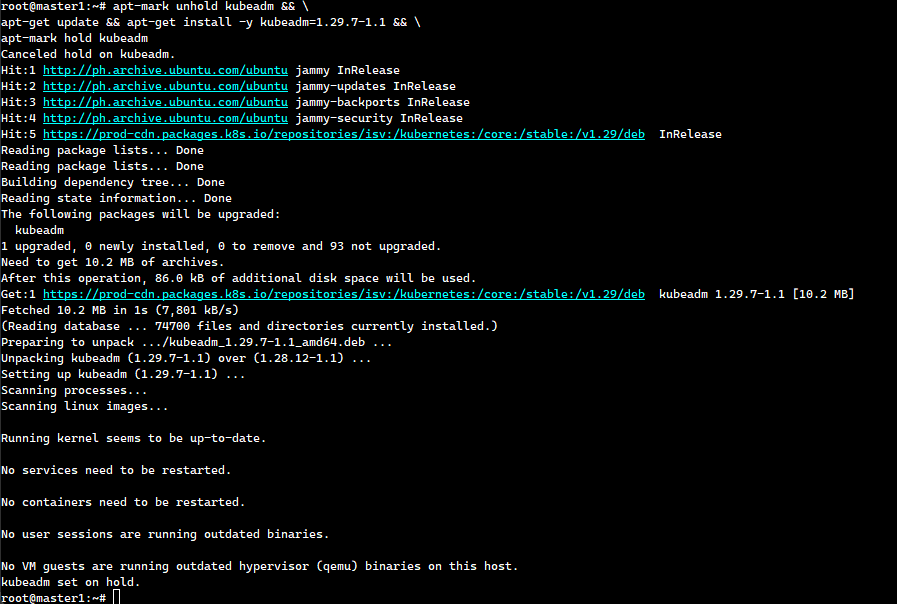 root@master1:~# apt-mark unhold kubeadm && \
apt-get update && apt-get install -y kubeadm=1.29.7-1.1 && \
apt-mark hold kubeadm
Canceled hold on kubeadm.
Hit:1 http://ph.archive.ubuntu.com/ubuntu jammy InRelease
Hit:2 http://ph.archive.ubuntu.com/ubuntu jammy-updates InRelease
Hit:3 http://ph.archive.ubuntu.com/ubuntu jammy-backports InRelease
Hit:4 http://ph.archive.ubuntu.com/ubuntu jammy-security InRelease
Hit:5 https://prod-cdn.packages.k8s.io/repositories/isv:/kubernetes:/core:/stable:/v1.29/deb  InRelease
Reading package lists... Done
Reading package lists... Done
Building dependency tree... Done
Reading state information... Done
The following packages will be upgraded:
  kubeadm
1 upgraded, 0 newly installed, 0 to remove and 93 not upgraded.
Need to get 10.2 MB of archives.
After this operation, 86.0 kB of additional disk space will be used.
Get:1 https://prod-cdn.packages.k8s.io/repositories/isv:/kubernetes:/core:/stable:/v1.29/deb  kubeadm 1.29.7-1.1 [10.2 MB]
Fetched 10.2 MB in 1s (7,801 kB/s)
(Reading database ... 74700 files and directories currently installed.)
Preparing to unpack .../kubeadm_1.29.7-1.1_amd64.deb ...
Unpacking kubeadm (1.29.7-1.1) over (1.28.12-1.1) ...
Setting up kubeadm (1.29.7-1.1) ...
Scanning processes...
Scanning linux images...

Running kernel seems to be up-to-date.

No services need to be restarted.

No containers need to be restarted.

No user sessions are running outdated binaries.

No VM guests are running outdated hypervisor (qemu) binaries on this host.
kubeadm set on hold.
root@master1:~#